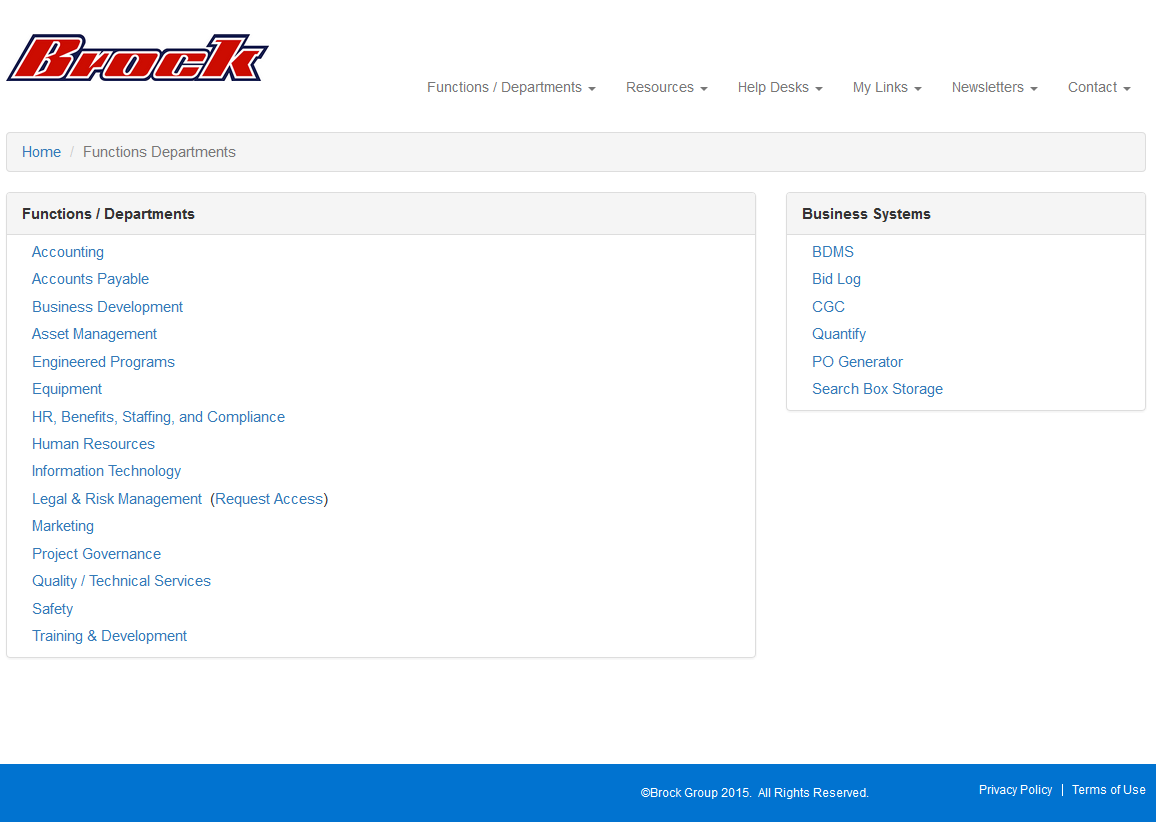 Brock
Functions / Departments Resources Help Desks My Links Newsletters Contact
Home / Functions Departments
Functions / Departments
Accounting
Accounts Payable
Business Development
Asset Management
Engineered Programs
Equipment
HR, Benefits, Staffing, and Compliance
Human Resources
Information Technology
Legal & Risk Management (Request Access)
Marketing
Project Governance
Quality / Technical Services
Safety
Training & Development
Business Systems
BDMS
Bid Log
CGC
Quantify
PO Generator
Search Box Storage
©Brock Group 2015. All Rights Reserved.
Privacy Policy | Terms of Use